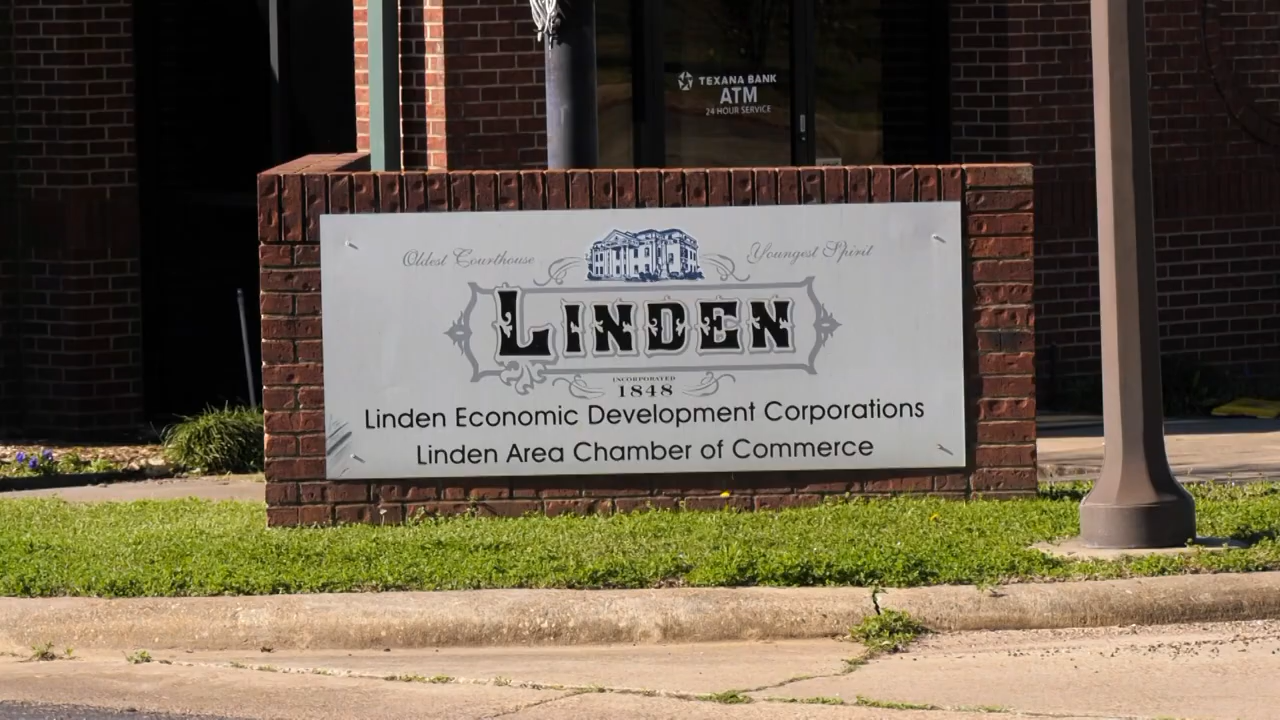 TEXANA BANK
ATM
24 HOUR SERVICE
Oldest Courthouse
Youngest Spirit
LINDEN
INCORPORATED
1848
Linden Economic Development Corporations
Linden Area Chamber of Commerce